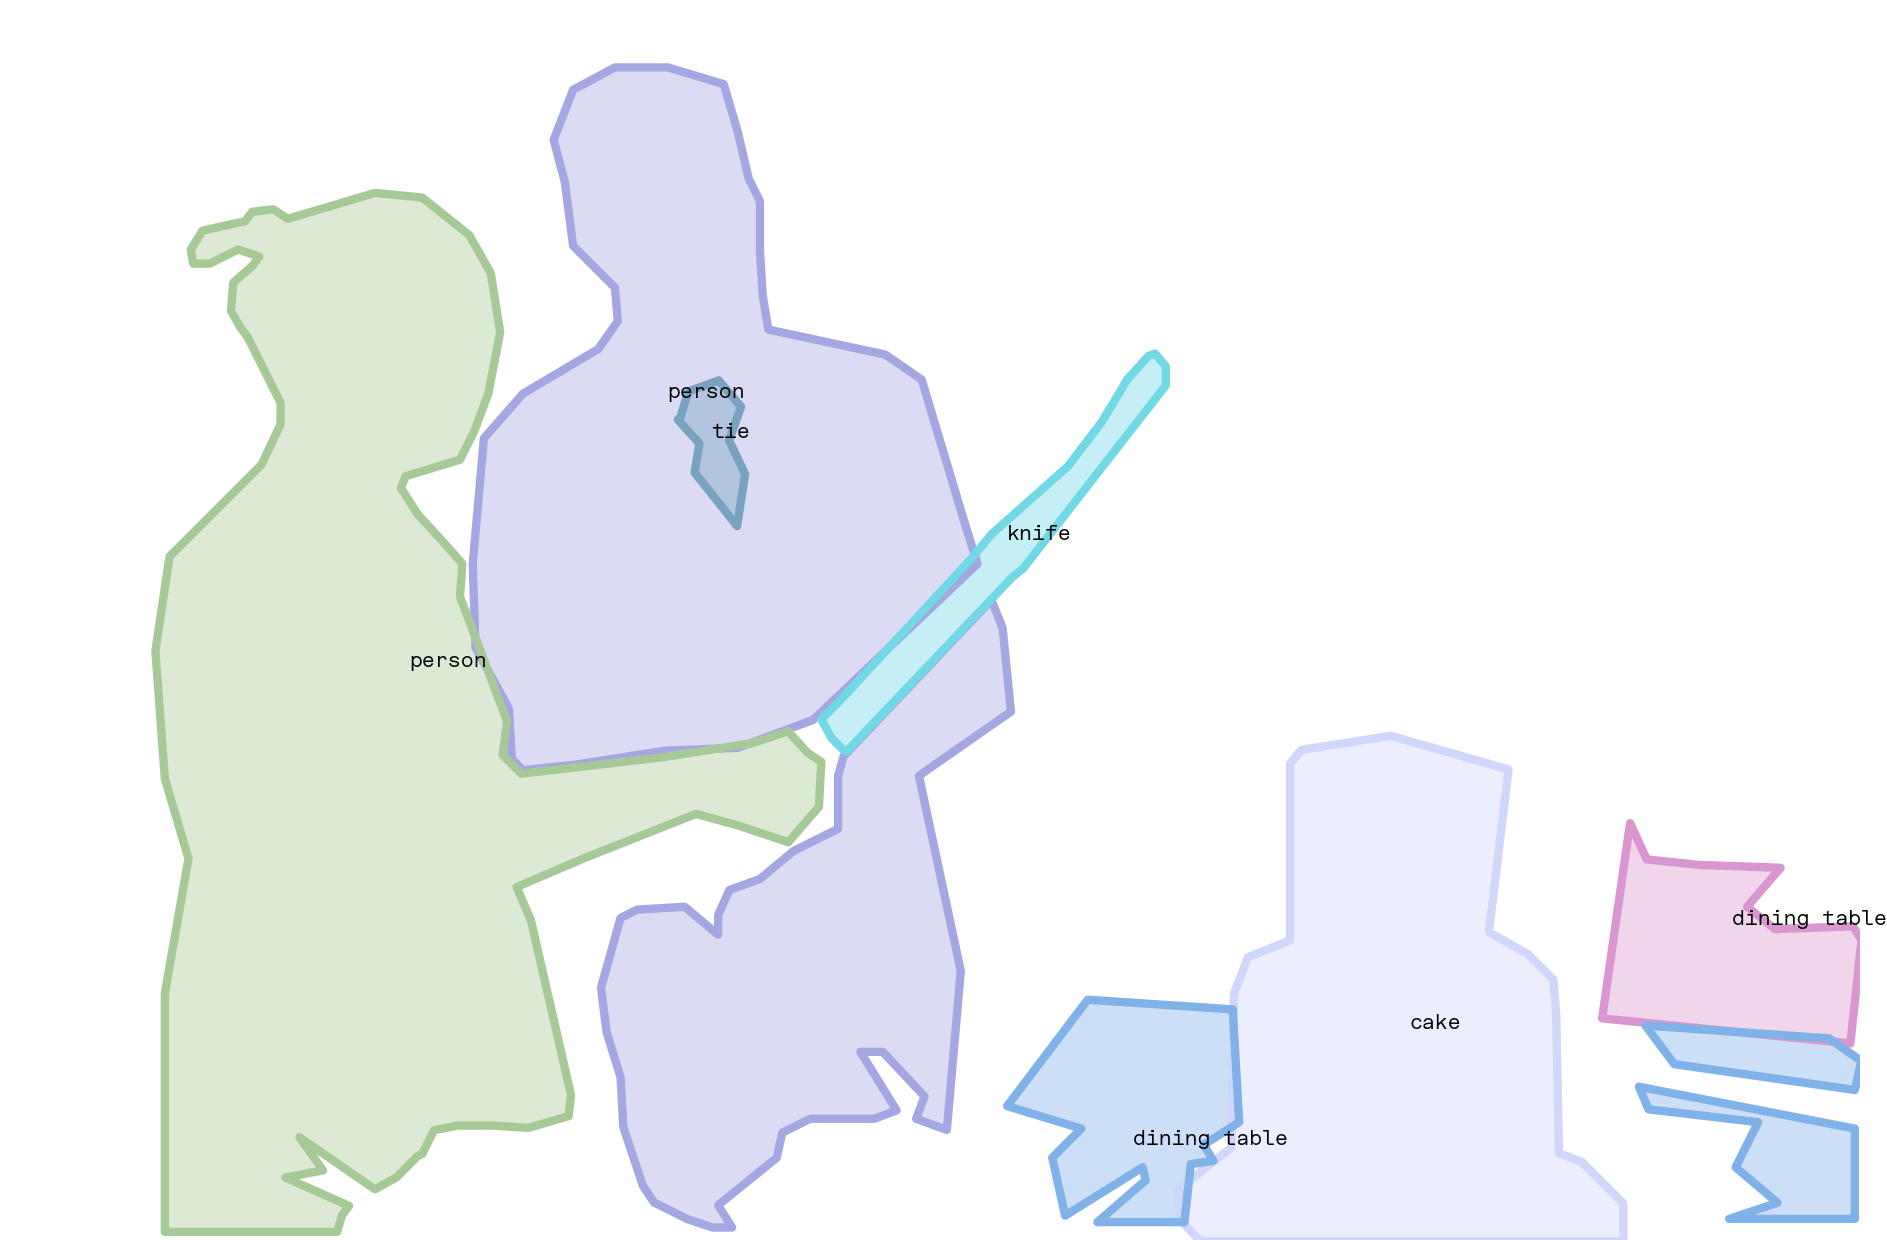 person
tie
knife
person
dining table
cake
dining table